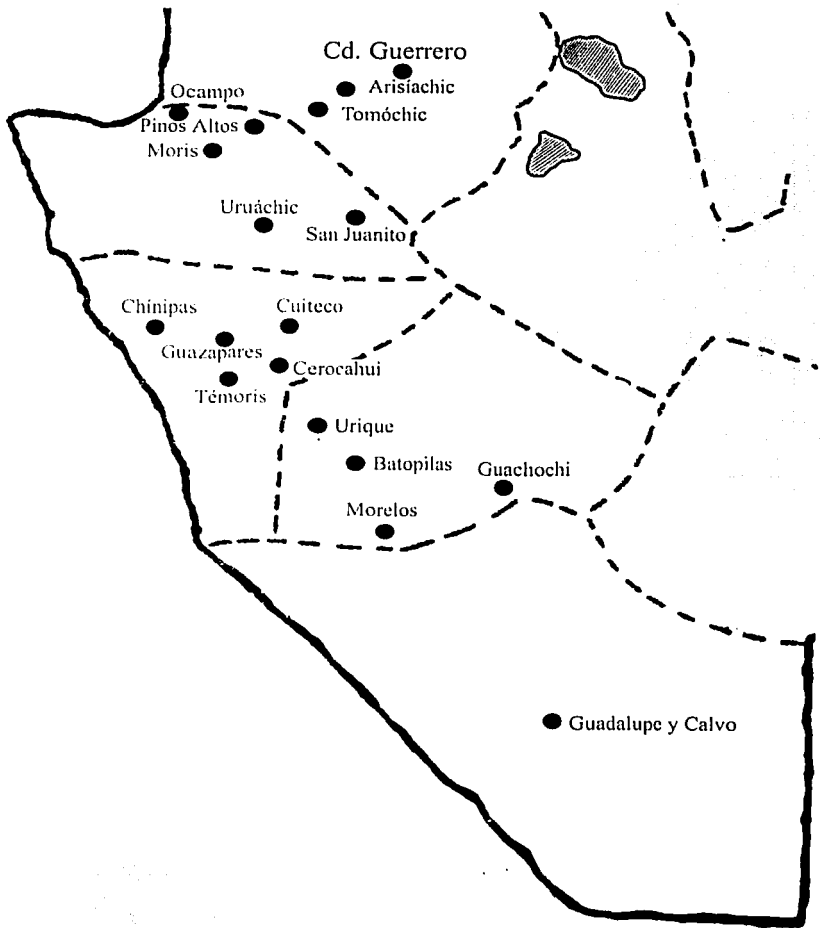 Cd. Guerrero
Arisíachic
Ocampo
Tomóchic
Pinos Altos
Moris
Uruáchic
San Juanito
Chínipas
Cuiteco
Guazapares
Cerocahui
Témoris
Urique
Batopilas
Guachochi
Morelos
Guadalupe y Calvo